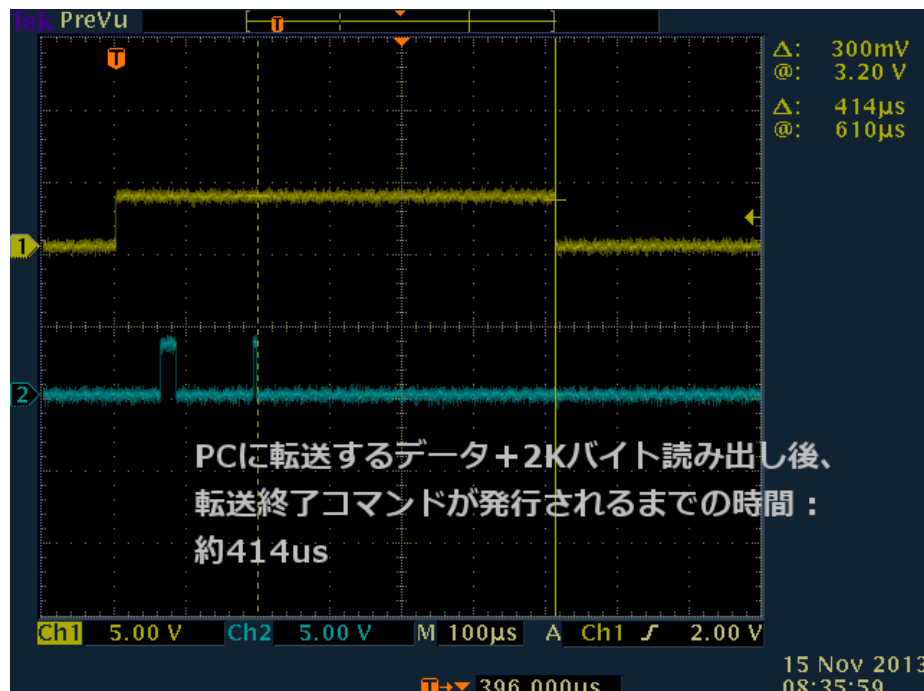 Tek PreVu
T
T
Δ: 300mV
@: 3.20 V
Δ: 414µs
@: 610µs
1
2
PCに転送するデータ+2Kバイト読み出し後、
転送終了コマンドが発行されるまでの時間：
約414us
Ch1 5.00 V Ch2 5.00 V M 100µs A Ch1 2.00 V
15 Nov 2013
T 396.000µs
08:35:59